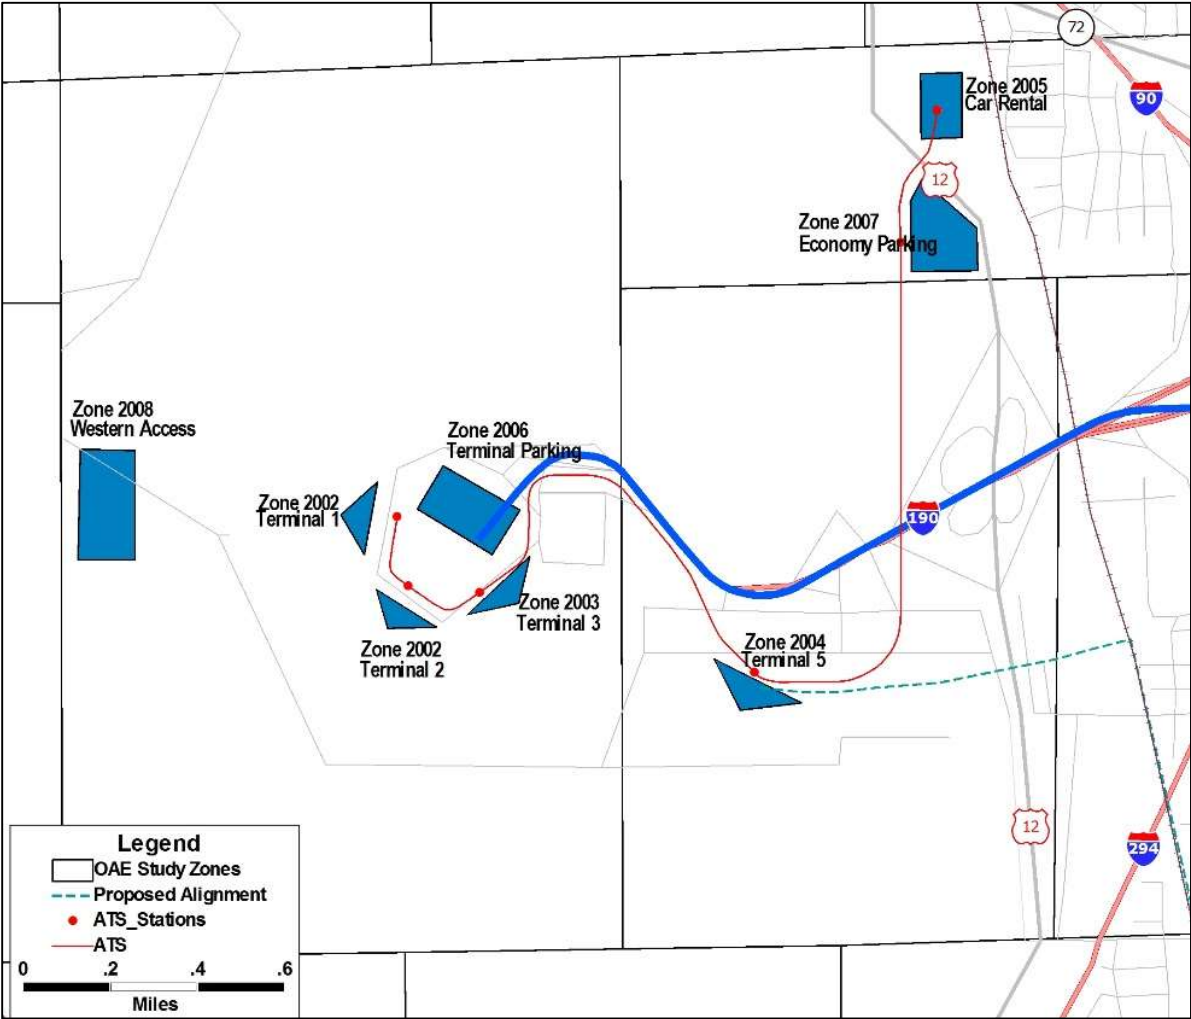 72
Zone 2005
Car Rental
90
12
Zone 2007
Economy Parking
Zone 2008
Western Access
Zone 2006
Terminal Parking
Zone 2002
Terminal 1
190
Zone 2003
Terminal 3
Zone 2002
Terminal 2
Zone 2004
Terminal 5
12
294
Legend
OAE Study Zones
Proposed Alignment
ATS_Stations
ATS
0 .2 .4 .6
Miles